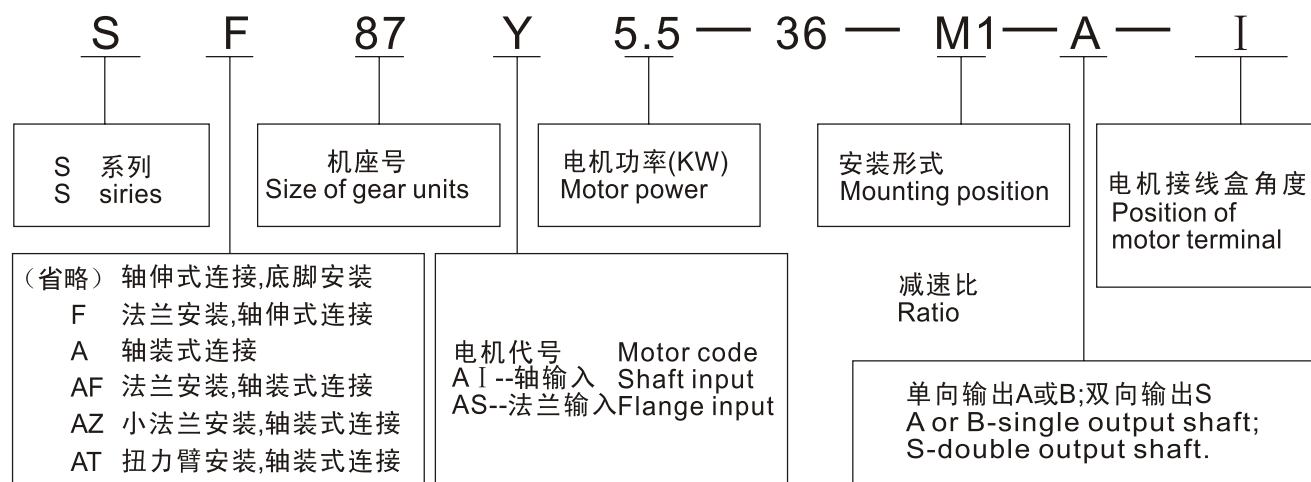 S F 87 Y 5.5 — 36 — M1 — A — Ⅰ
S 系列
S siries
机座号
Size of gear units
电机功率(KW)
Motor power
安装形式
Mounting position
电机接线盒角度
Position of
motor terminal
(省略) 轴伸式连接,底脚安装
F 法兰安装,轴伸式连接
A 轴装式连接
AF 法兰安装,轴装式连接
AZ 小法兰安装,轴装式连接
AT 扭力臂安装,轴装式连接
电机代号 Motor code
AⅠ--轴输入 Shaft input
AS--法兰输入Flange input
减速比
Ratio
单向输出A或B;双向输出S
A or B-single output shaft;
S-double output shaft.